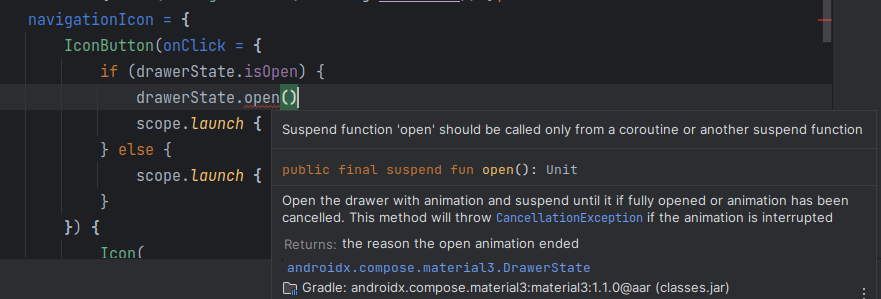 navigationIcon = {
IconButton(onClick = {
if (drawerState.isOpen) {
drawerState.open()
scope.launch {
} else {
scope.launch {
}
}) {
Icon(
Suspend function 'open' should be called only from a coroutine or another suspend function
public final suspend fun open(): Unit
Open the drawer with animation and suspend until it if fully opened or animation has been
cancelled. This method will throw CancellationException if the animation is interrupted
Returns: the reason the open animation ended
androidx.compose.material3.DrawerState
Gradle: androidx.compose.material3:material3:1.1.0@aar (classes.jar)